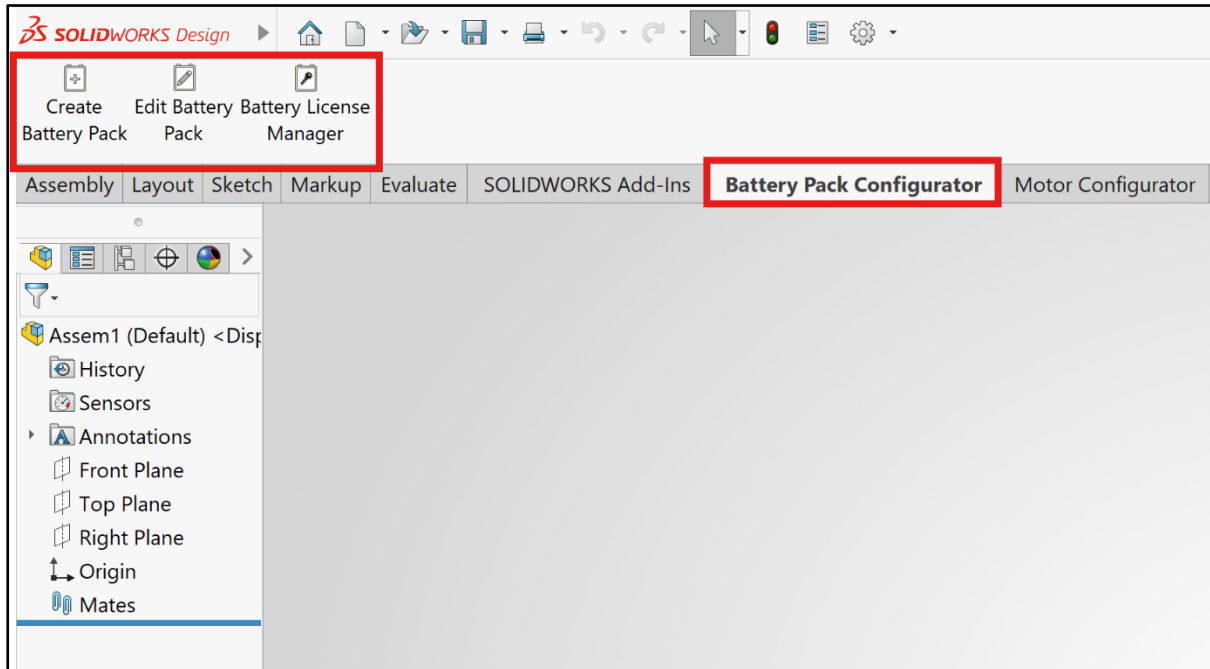 SOLIDWORKS Design
Create Battery Pack
Edit Battery Pack
Battery License Manager
Assembly Layout Sketch Markup Evaluate SOLIDWORKS Add-Ins Battery Pack Configurator Motor Configurator
Assem1 (Default) <Disp
History
Sensors
Annotations
Front Plane
Top Plane
Right Plane
Origin
Mates